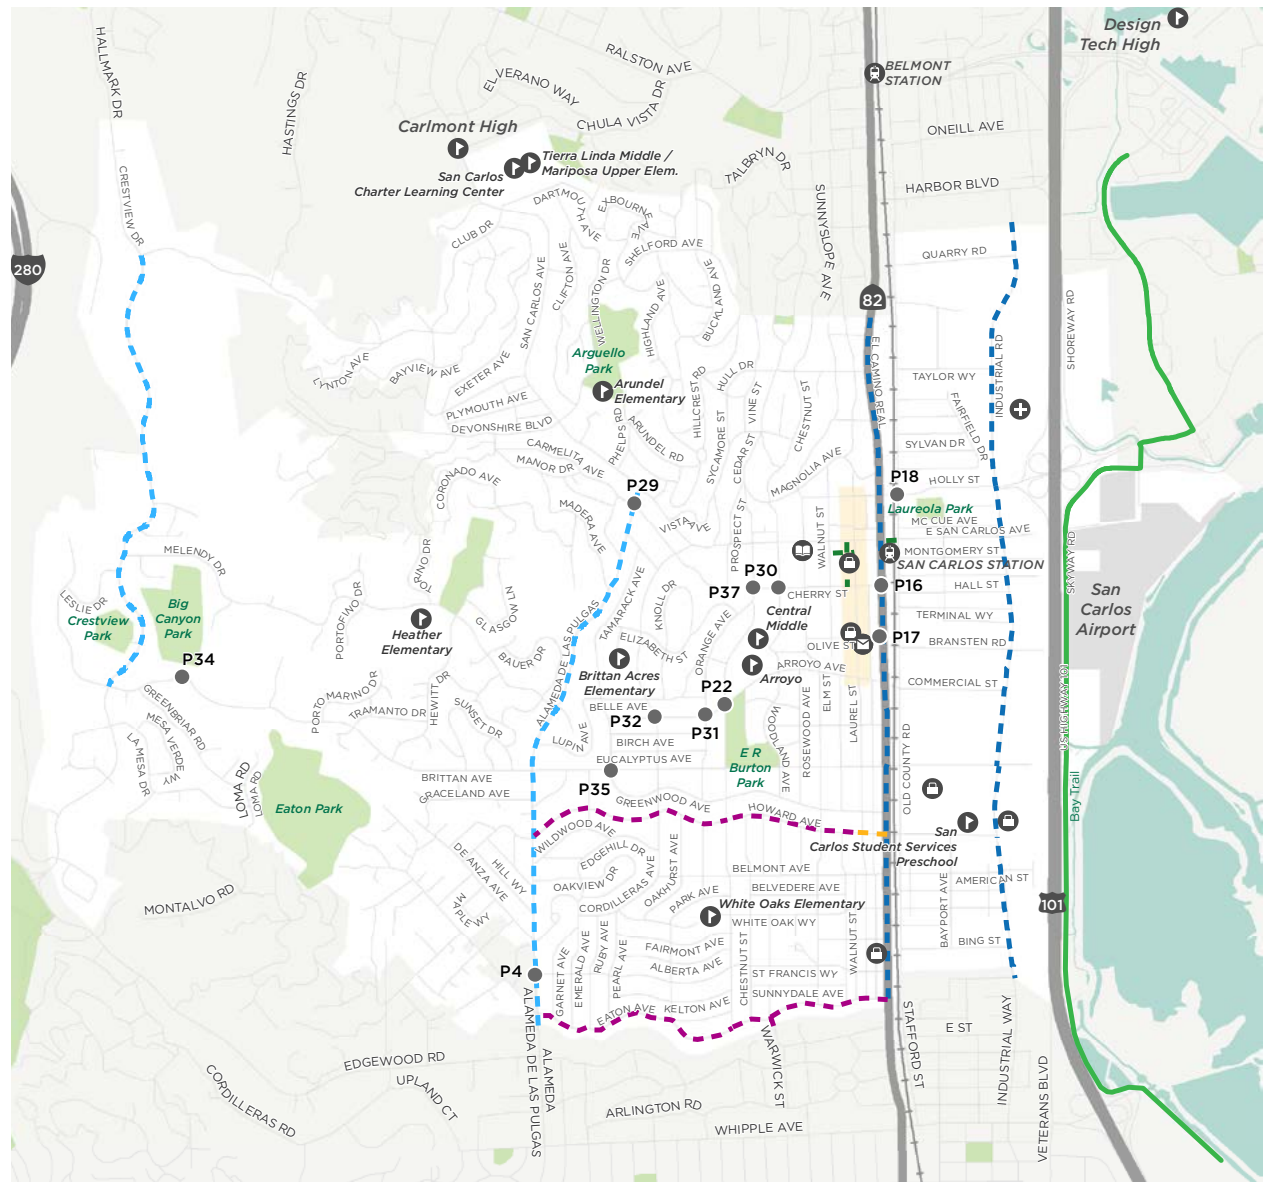 Design
Tech High
HALLMARK DR
RALSTON AVE
BELMONT
STATION
EL VERANO WAY
HASTINGS DR
CHULA VISTA DR
Carlmont High
ONEILL AVE
Tierra Linda Middle /
Mariposa Upper Elem.
San Carlos
Charter Learning Center
TALBRYN DR
HARBOR BLVD
CRESTVIEW DR
DARTMOUTH AVE
EXBOURNE AVE
SUNNYSLOPE AVE
CLUB DR
SHELFORD AVE
QUARRY RD
280
SAN CARLOS AVE
CLIFTON AVE
WELLINGTON DR
HIGHLAND AVE
BUCKLAND AVE
82
SHOREWAY RD
Arguello
Park
EL CAMINO REAL
INDUSTRIAL RD
BAYVIEW AVE
EXETER AVE
HULL DR
TAYLOR WY
Arundel
Elementary
HILLCREST RD
VINE ST
CHESTNUT ST
FAIRFIELD DR
PLYMOUTH AVE
DEVONSHIRE BLVD
PHELPS RD
ARUNDEL RD
SYCAMORE ST
CEDAR ST
SYLVAN DR
CARMELITA AVE
MANOR DR
MAGNOLIA AVE
CORONADO AVE
P29
P18
HOLLY ST
MADERA AVE
VISTA AVE
PROSPECT ST
WALNUT ST
Laureola Park
MC CUE AVE
E SAN CARLOS AVE
MELENDY DR
MONTGOMERY ST
SAN CARLOS STATION
SKYWAY RD
TORINO DR
P30
P37
CHERRY ST
P16
HALL ST
San
Carlos
Airport
LESLIE DR
Crestview
Park
Big
Canyon
Park
PORTOFINO DR
GLASGOW LN
TAMARACK AVE
KNOLL DR
Central
Middle
TERMINAL WY
Heather
Elementary
ALAMEDA DE LAS PULGAS
ELIZABETH ST
ORANGE AVE
OLIVE ST
P17
BRANSTEN RD
BAUER DR
P34
Brittan Acres
Elementary
ARROYO AVE
Arroyo
COMMERCIAL ST
GREENBRIAR RD
PORTO MARINO DR
TRAMANTO DR
HEWITT DR
SUNSET DR
BELLE AVE
P22
P32
P31
ELM ST
LAUREL ST
MESA VERDE WY
LA MESA DR
LUPIN AVE
BIRCH AVE
WOODLAND AVE
ROSEWOOD AVE
US HIGHWAY 101
EUCALYPTUS AVE
E R
Burton
Park
OLD COUNTY RD
LOMA RD
LOMA RD
BRITTAN AVE
GRACELAND AVE
P35
Bay Trail
Eaton Park
GREENWOOD AVE
HOWARD AVE
WILDWOOD AVE
San
Carlos Student Services
Preschool
DE ANZA AVE
HILL WY
EDGEHILL DR
OAKVIEW DR
CORDILLERAS AVE
OAKHURST AVE
BELMONT AVE
AMERICAN ST
MONTALVO RD
MAPLE WY
PARK AVE
BELVEDERE AVE
BAYPORT AVE
White Oaks Elementary
101
WHITE OAK WY
WALNUT ST
BING ST
GARNET AVE
EMERALD AVE
RUBY AVE
PEARL AVE
FAIRMONT AVE
ALBERTA AVE
CHESTNUT ST
P4
ST FRANCIS WY
SUNNYDALE AVE
EATON AVE
KELTON AVE
ALAMEDA DE LAS PULGAS
ALAMEDA
STAFFORD ST
E ST
INDUSTRIAL WAY
WARWICK ST
EDGEWOOD RD
CORDILLERAS RD
UPLAND CT
VETERANS BLVD
ARLINGTON RD
WHIPPLE AVE